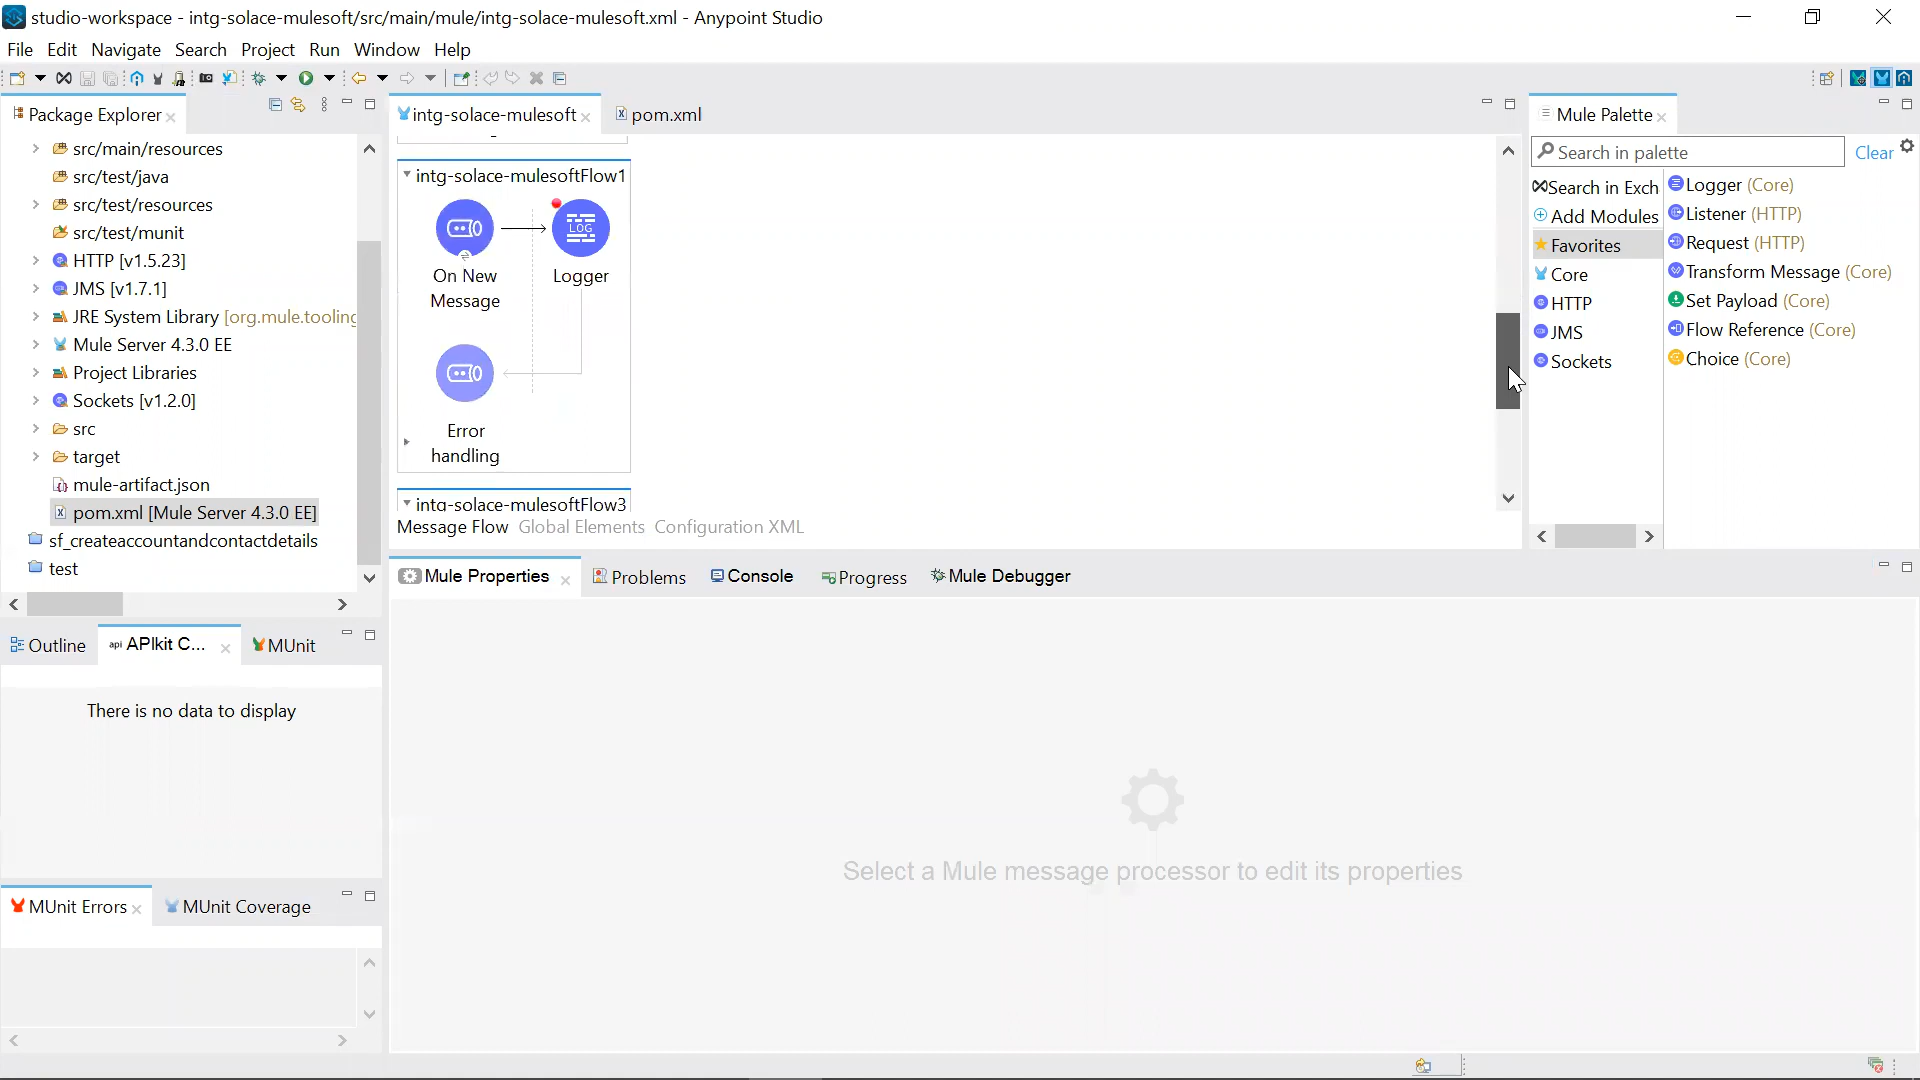 studio-workspace - intg-solace-mulesoft/src/main/mule/intg-solace-mulesoft.xml - Anypoint Studio
File Edit Navigate Search Project Run Window Help
Package Explorer
src/main/resources
src/test/java
src/test/resources
src/test/munit
HTTP [v1.5.23]
JMS [v1.7.1]
JRE System Library [org.mule.tooling
Mule Server 4.3.0 EE
Project Libraries
Sockets [v1.2.0]
src
target
mule-artifact.json
pom.xml [Mule Server 4.3.0 EE]
sf_createaccountandcontactdetails
test
Outline
api APIkit C...
MUnit
There is no data to display
MUnit Errors
MUnit Coverage
intg-solace-mulesoft
pom.xml
intg-solace-mulesoftFlow1
LOG
On New
Message
Logger
Error
handling
intg-solace-mulesoftFlow3
Message Flow Global Elements Configuration XML
Mule Palette
Search in palette
Clear
Search in Exch
Add Modules
Favorites
Core
HTTP
JMS
Sockets
Logger (Core)
Listener (HTTP)
Request (HTTP)
Transform Message (Core)
Set Payload (Core)
Flow Reference (Core)
Choice (Core)
Mule Properties
Problems
Console
Progress
Mule Debugger
Select a Mule message processor to edit its properties